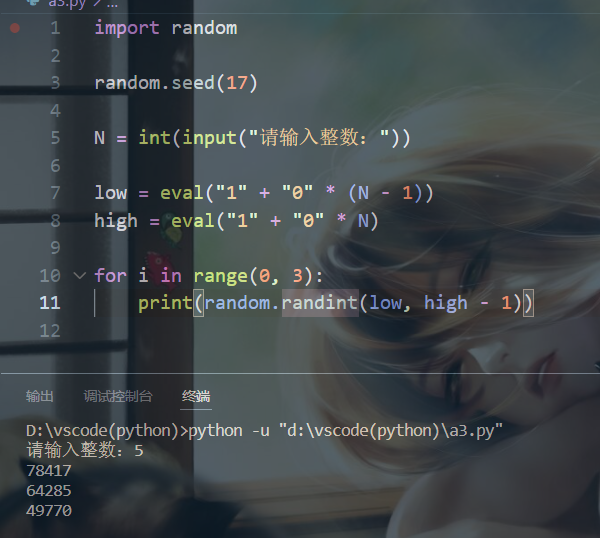 a3.py > ...
1 import random
2
3 random.seed(17)
4
5 N = int(input("请输入整数："))
6
7 low = eval("1" + "0" * (N - 1))
8 high = eval("1" + "0" * N)
9
10 for i in range(0, 3):
11 print(random.randint(low, high - 1))
12
输出 调试控制台 终端
D:\vscode(python)>python -u "d:\vscode(python)\a3.py"
请输入整数：5
78417
64285
49770